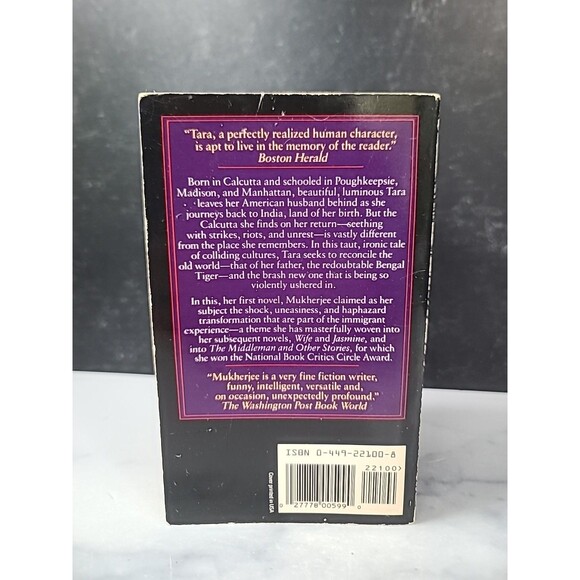 "Tara, a perfectly realized human character,
is apt to live in the memory of the reader."
Boston Herald
Born in Calcutta and schooled in Poughkeepsie,
Madison, and Manhattan, beautiful, luminous Tara
leaves her American husband behind as she
journeys back to India, land of her birth. But the
Calcutta she finds on her return—seething
with strikes, riots, and unrest—is vastly different
from the place she remembers. In this taut, ironic tale
of colliding cultures, Tara seeks to reconcile the
old world—that of her father, the redoubtable Bengal
Tiger—and the brash new one that is being so
violently ushered in.
In this, her first novel, Mukherjee claimed as her
subject the shock, uneasiness, and haphazard
transformation that are part of the immigrant
experience—a theme she has masterfully woven into
her subsequent novels, Wife and Jasmine, and
into The Middleman and Other Stories, for which
she won the National Book Critics Circle Award.
"Mukherjee is a very fine fiction writer,
funny, intelligent, versatile and,
on occasion, unexpectedly profound."
The Washington Post Book World
ISBN 0-449-22100-8
22100>
0 27778 00599 0
Cover printed in USA